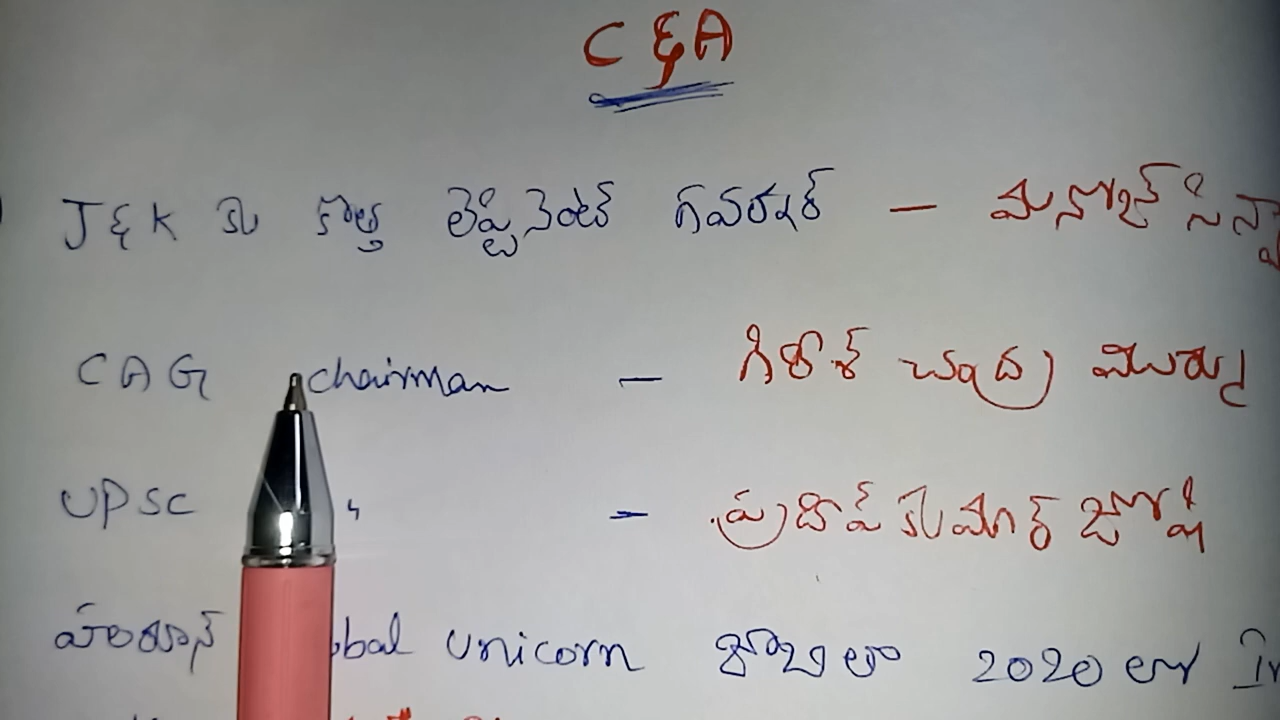 C & A
J & K కు కొత్త లెఫ్టినెంట్ గవర్నర్ - మనోజ్ సిన్హా
CAG chairman - గిరీశ్ చంద్ర ముర్ము
UPSC " - ప్రదీప్ కుమార్ జోషి
హురూన్ unicorn జాబితా 2020 లో